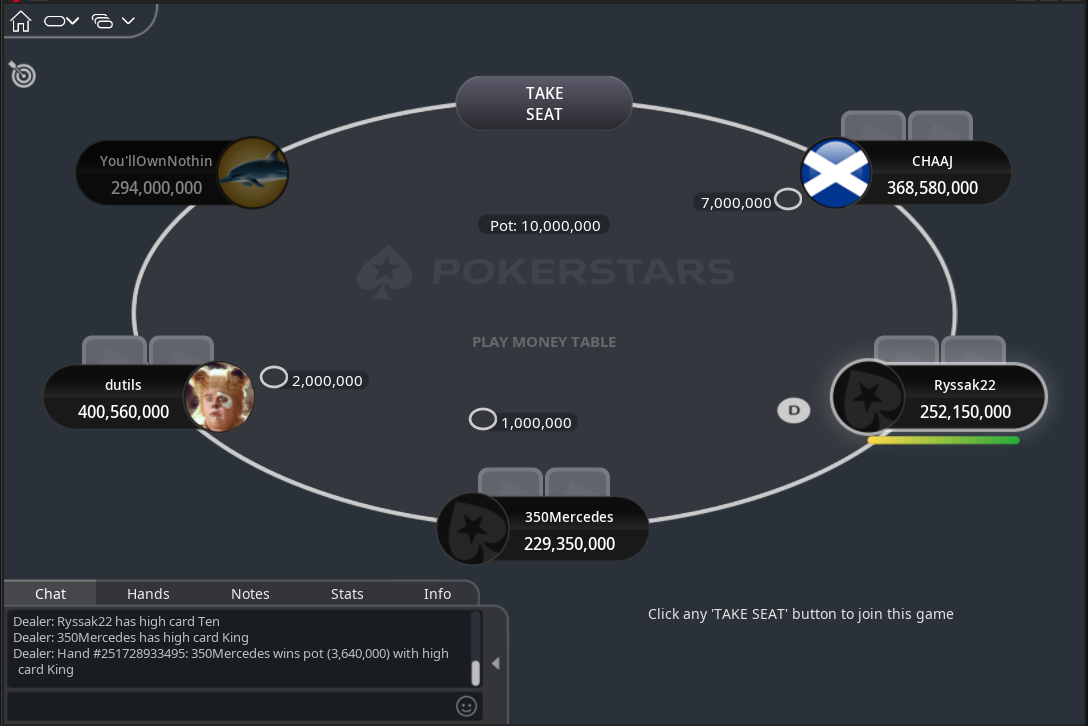 TAKE
SEAT
You'llOwnNothin
294,000,000
CHAAJ
368,580,000
7,000,000
Pot: 10,000,000
POKERSTARS
PLAY MONEY TABLE
dutils
400,560,000
2,000,000
1,000,000
D
Ryssak22
252,150,000
350Mercedes
229,350,000
Chat Hands Notes Stats Info
Dealer: Ryssak22 has high card Ten
Dealer: 350Mercedes has high card King
Dealer: Hand #251728933495: 350Mercedes wins pot (3,640,000) with high
card King
Click any 'TAKE SEAT' button to join this game